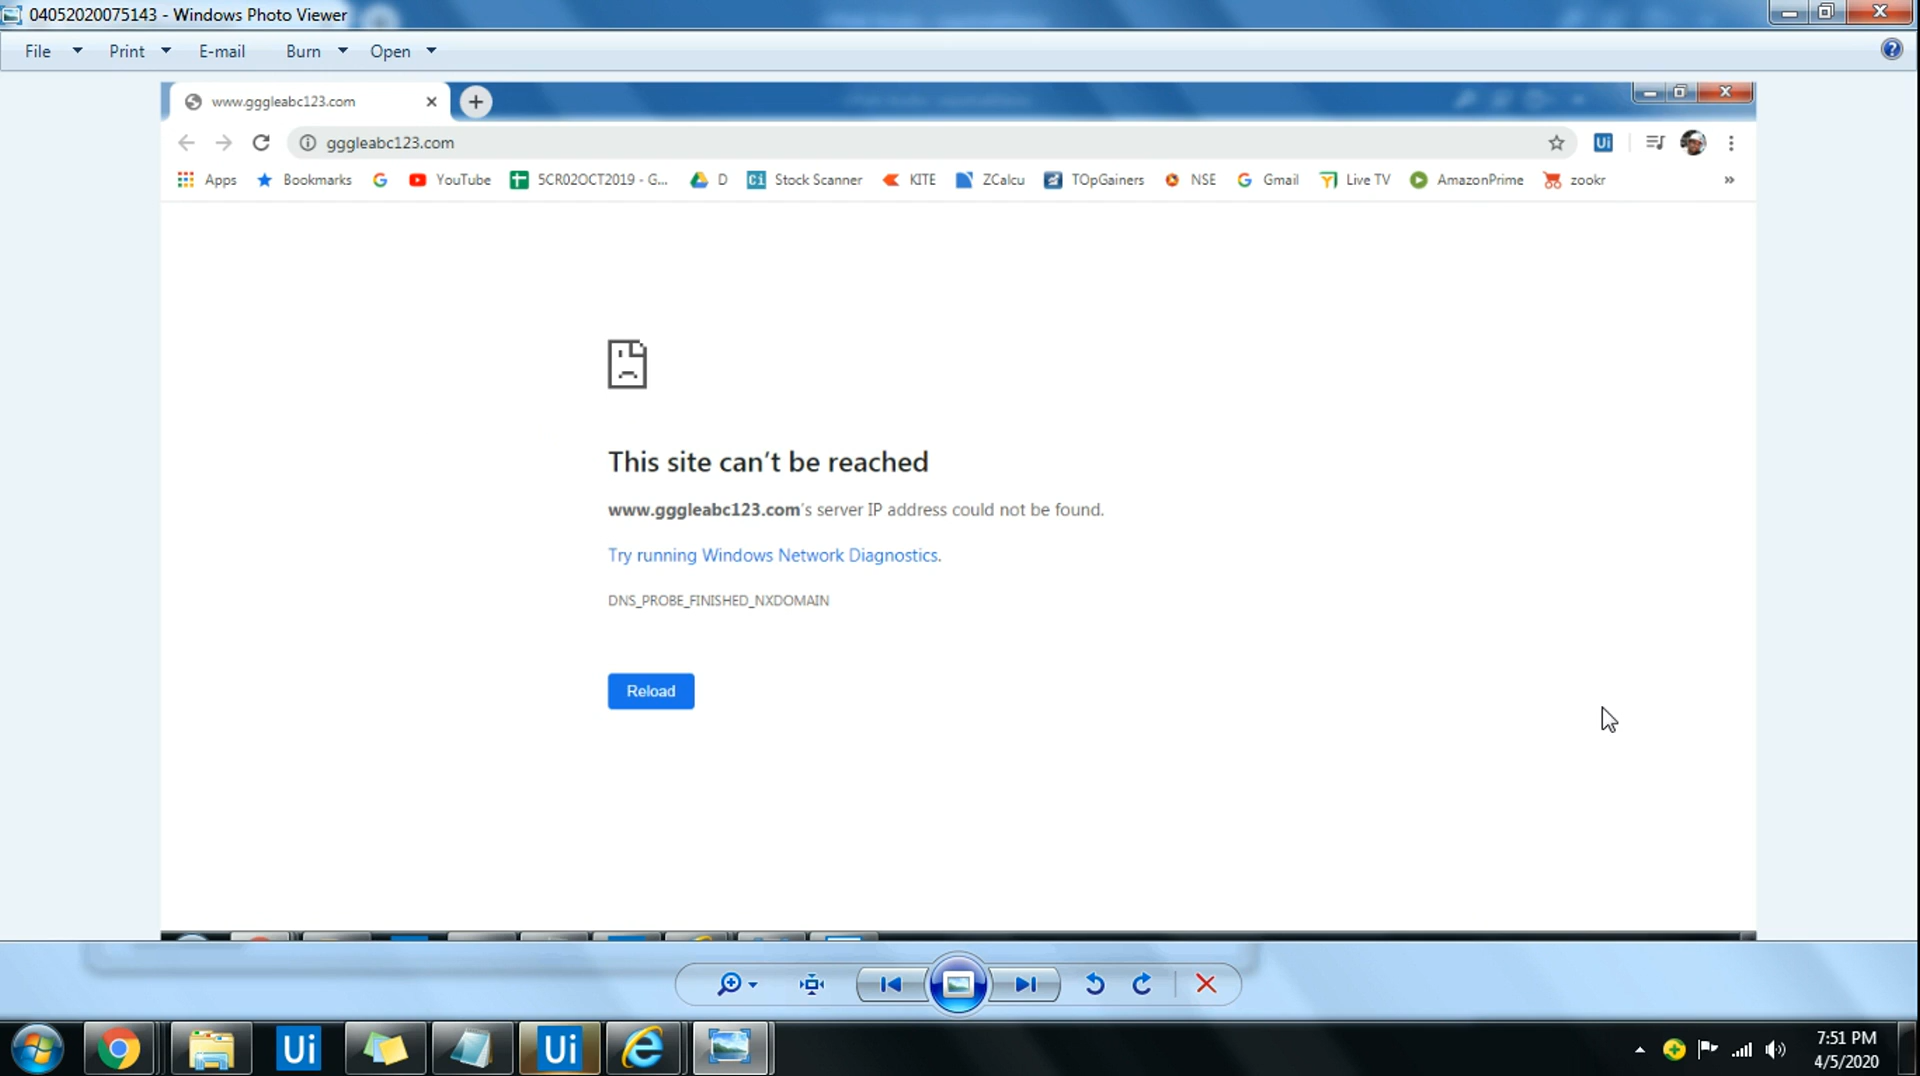 04052020075143 - Windows Photo Viewer
File Print E-mail Burn Open
www.gggleabc123.com
gggleabc123.com
Apps Bookmarks YouTube 5CR02OCT2019 - G... D Stock Scanner KITE ZCalcu TOpGainers NSE Gmail Live TV AmazonPrime zookr »
This site can't be reached
www.gggleabc123.com's server IP address could not be found.
Try running Windows Network Diagnostics.
DNS_PROBE_FINISHED_NXDOMAIN
Reload
7:51 PM
4/5/2020